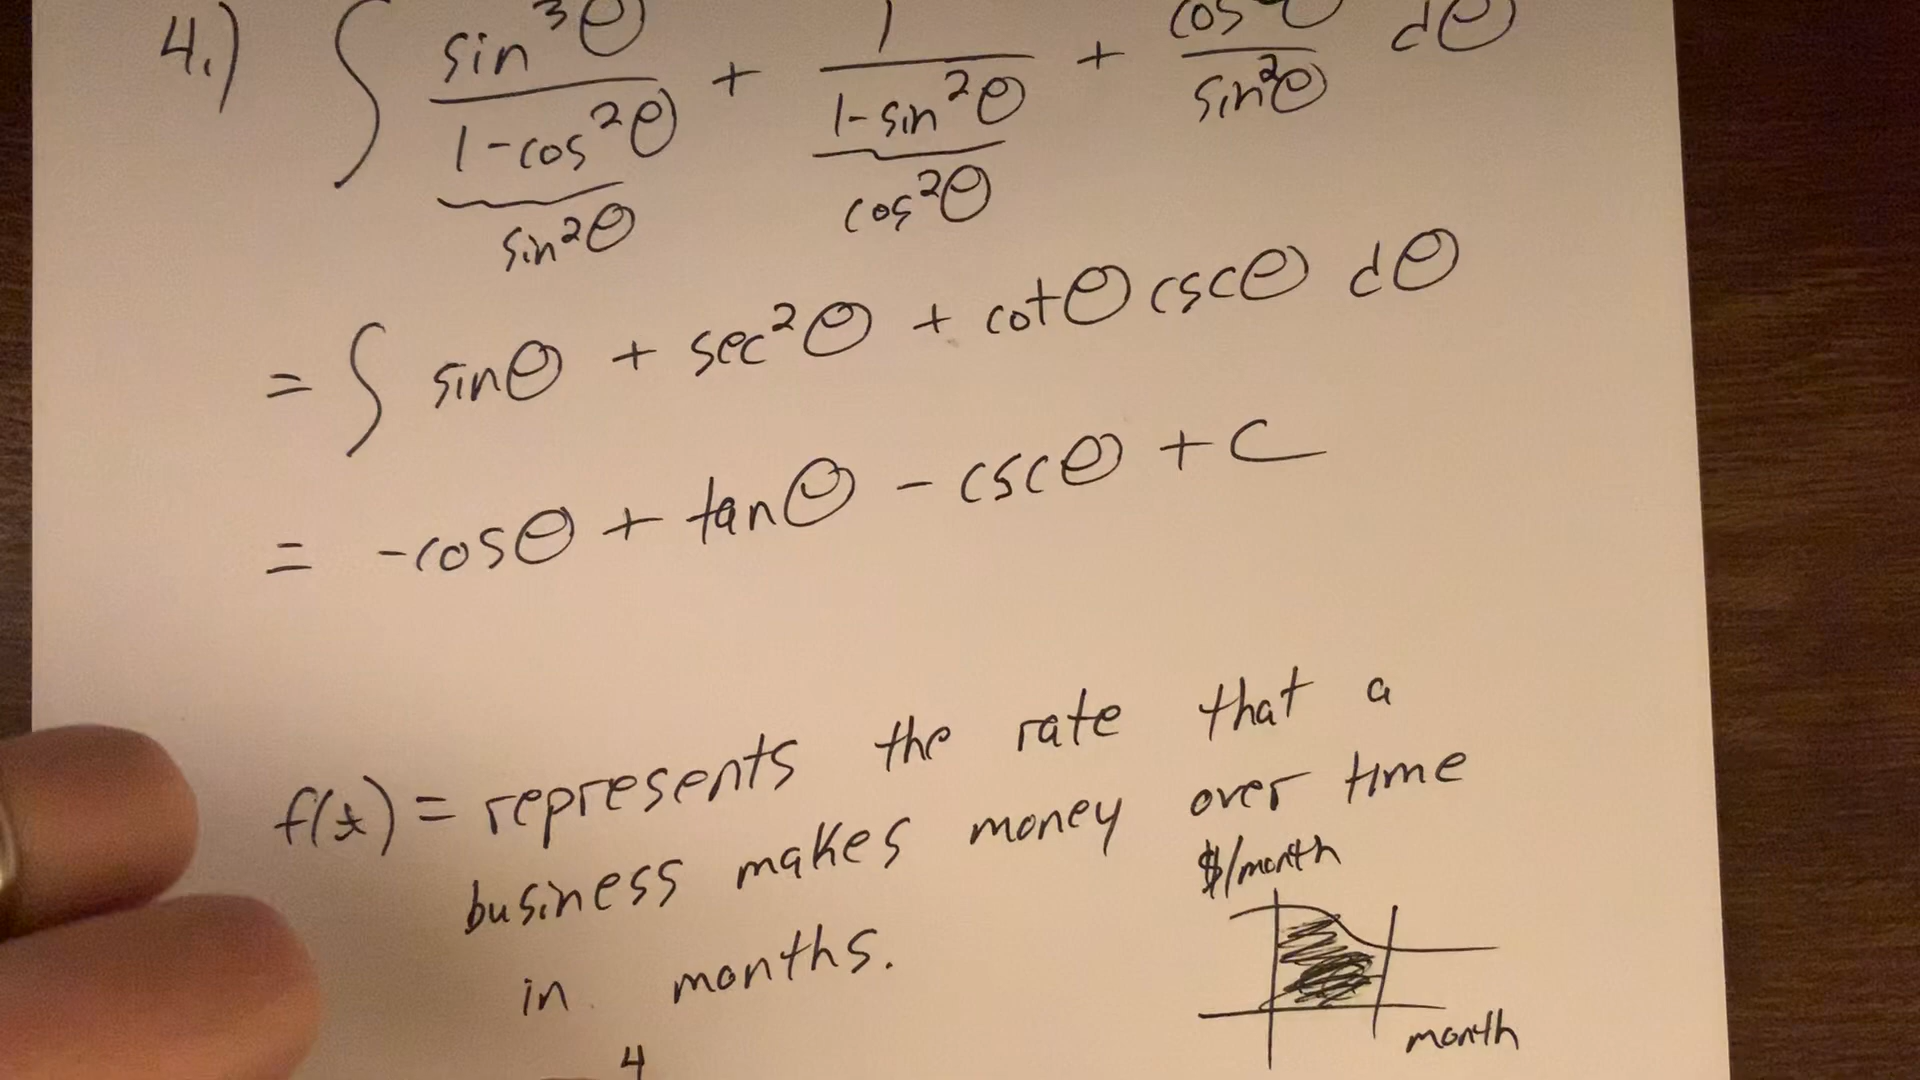 4.) ∫ sin³θ / 1-cos²θ + 1 / 1-sin²θ + cosθ / sin²θ dθ
sin²θ cos²θ
= ∫ sinθ + sec²θ + cotθ cscθ dθ
= -cosθ + tanθ - cscθ + C
f(t) = represents the rate that a
business makes money over time
in months.
$/month
month
4